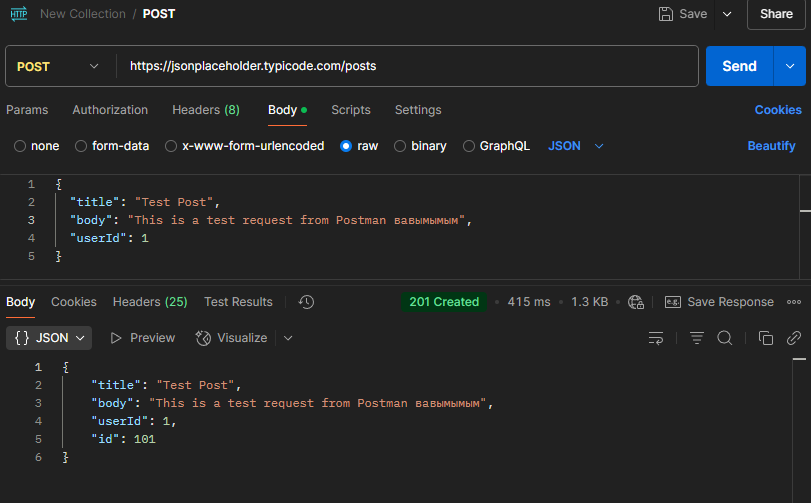 HTTP New Collection / POST Save Share
POST https://jsonplaceholder.typicode.com/posts Send
Params Authorization Headers (8) Body Scripts Settings Cookies
none form-data x-www-form-urlencoded raw binary GraphQL JSON Beautify
1 {
2 "title": "Test Post",
3 "body": "This is a test request from Postman вавымымым",
4 "userId": 1
5 }
Body Cookies Headers (25) Test Results 201 Created • 415 ms • 1.3 KB • e.g. Save Response
{} JSON Preview Visualize
1 {
2 "title": "Test Post",
3 "body": "This is a test request from Postman вавымымым",
4 "userId": 1,
5 "id": 101
6 }